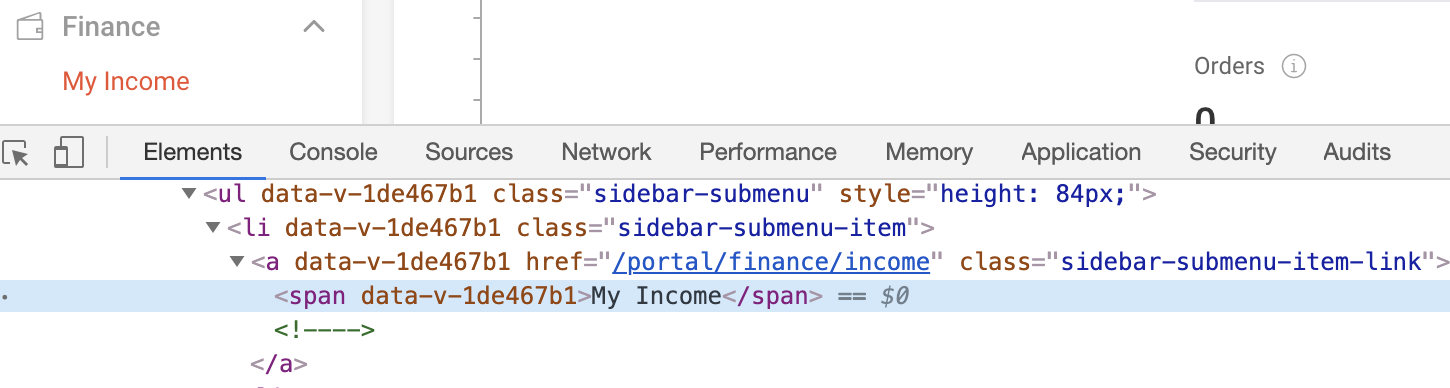 Finance
My Income
Orders
0
Elements Console Sources Network Performance Memory Application Security Audits
<ul data-v-1de467b1 class="sidebar-submenu" style="height: 84px;">
<li data-v-1de467b1 class="sidebar-submenu-item">
<a data-v-1de467b1 href="/portal/finance/income" class="sidebar-submenu-item-link">
<span data-v-1de467b1>My Income</span> == $0
<!---->
</a>